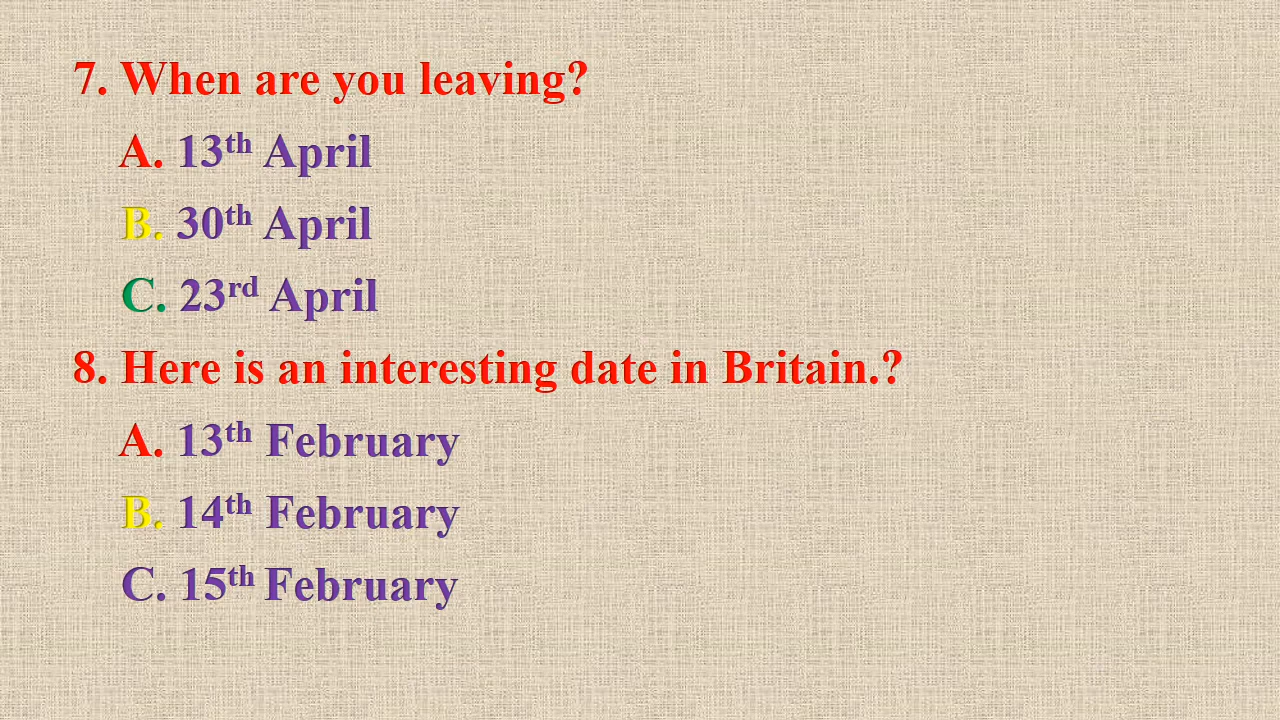 7. When are you leaving?
A. 13th April
B. 30th April
C. 23rd April
8. Here is an interesting date in Britain.?
A. 13th February
B. 14th February
C. 15th February